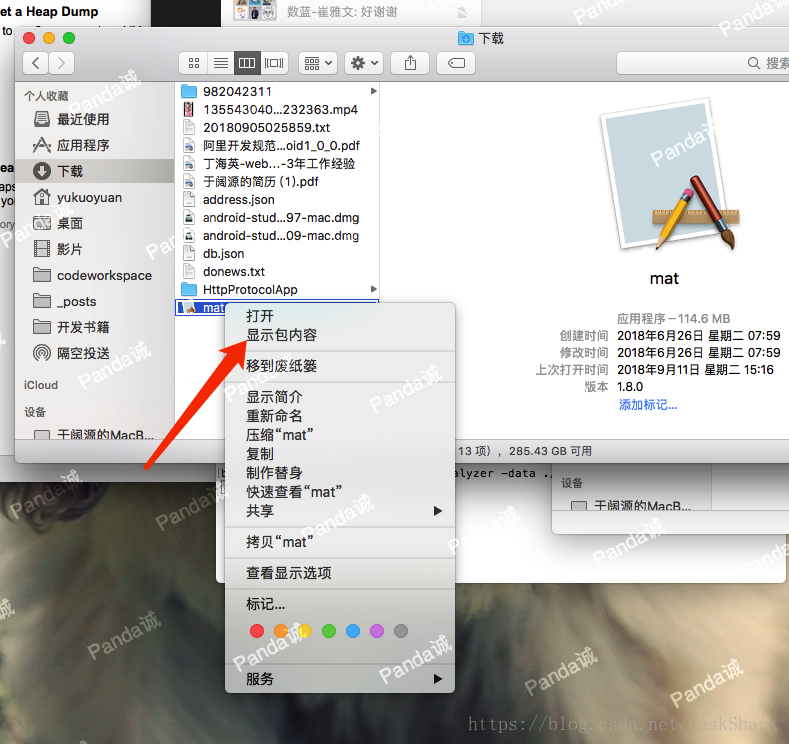 et a Heap Dump
to
数蓝-崔雅文: 好谢谢
下载
搜索
个人收藏
最近使用
应用程序
下载
yukuoyuan
桌面
影片
codeworkspace
_posts
开发书籍
隔空投送
iCloud
设备
于阔源的MacB...
982042311
135543040...232363.mp4
20180905025859.txt
阿里开发规范...oid1_0_0.pdf
丁海英-web...-3年工作经验
于阔源的简历 (1).pdf
address.json
android-stud...97-mac.dmg
android-stud...09-mac.dmg
db.json
donews.txt
HttpProtocolApp
mat
mat
应用程序 — 114.6 MB
创建时间 2018年6月26日 星期二 07:59
修改时间 2018年6月26日 星期二 07:59
上次打开时间 2018年9月11日 星期二 15:16
版本 1.8.0
添加标记...
13 项），285.43 GB 可用
打开
显示包内容
移到废纸篓
显示简介
重新命名
压缩“mat”
复制
制作替身
快速查看“mat”
共享
拷贝“mat”
查看显示选项
标记...
服务
alyzer -data ./
设备
于阔源的MacB...
Panda诚
https://blog.csdn.net/